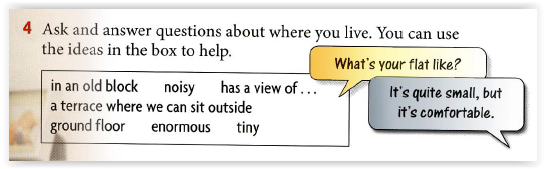 4 Ask and answer questions about where you live. You can use
the ideas in the box to help.
What's your flat like?
in an old block noisy has a view of ...
a terrace where we can sit outside
ground floor enormous tiny
It's quite small, but
it's comfortable.